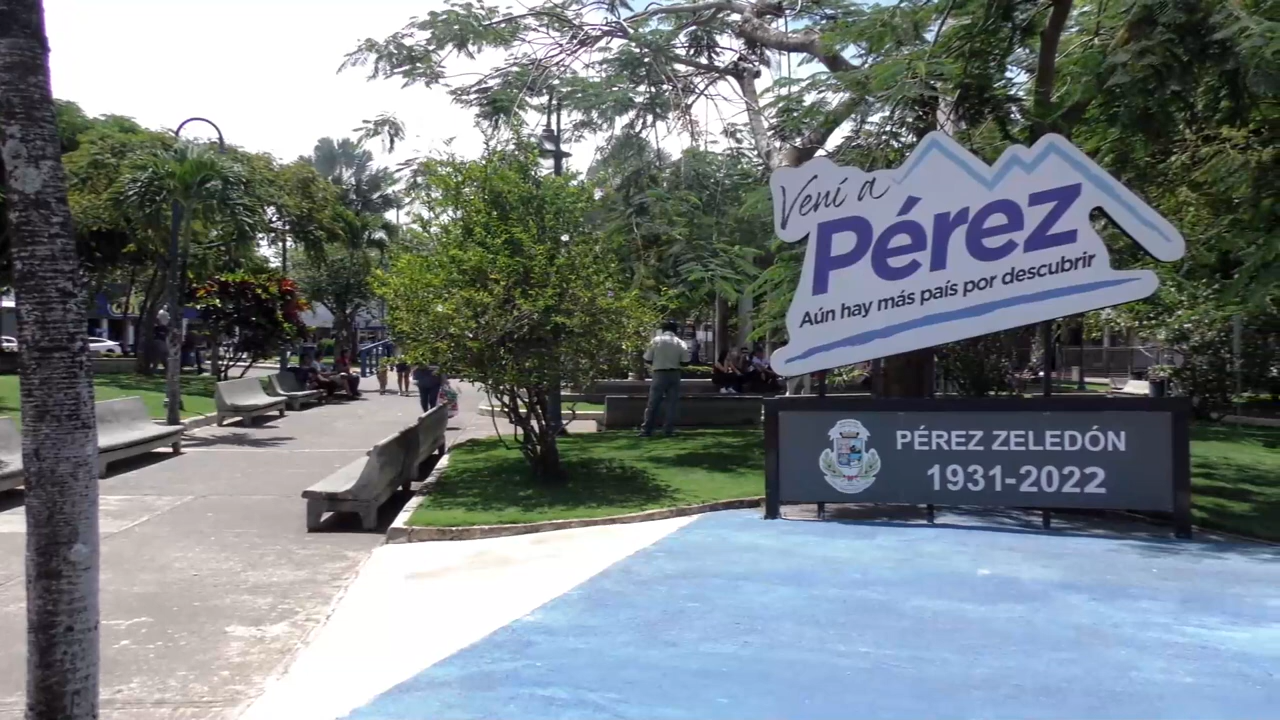 Vení a
Pérez
Aún hay más país por descubrir
PÉREZ ZELEDÓN
1931-2022